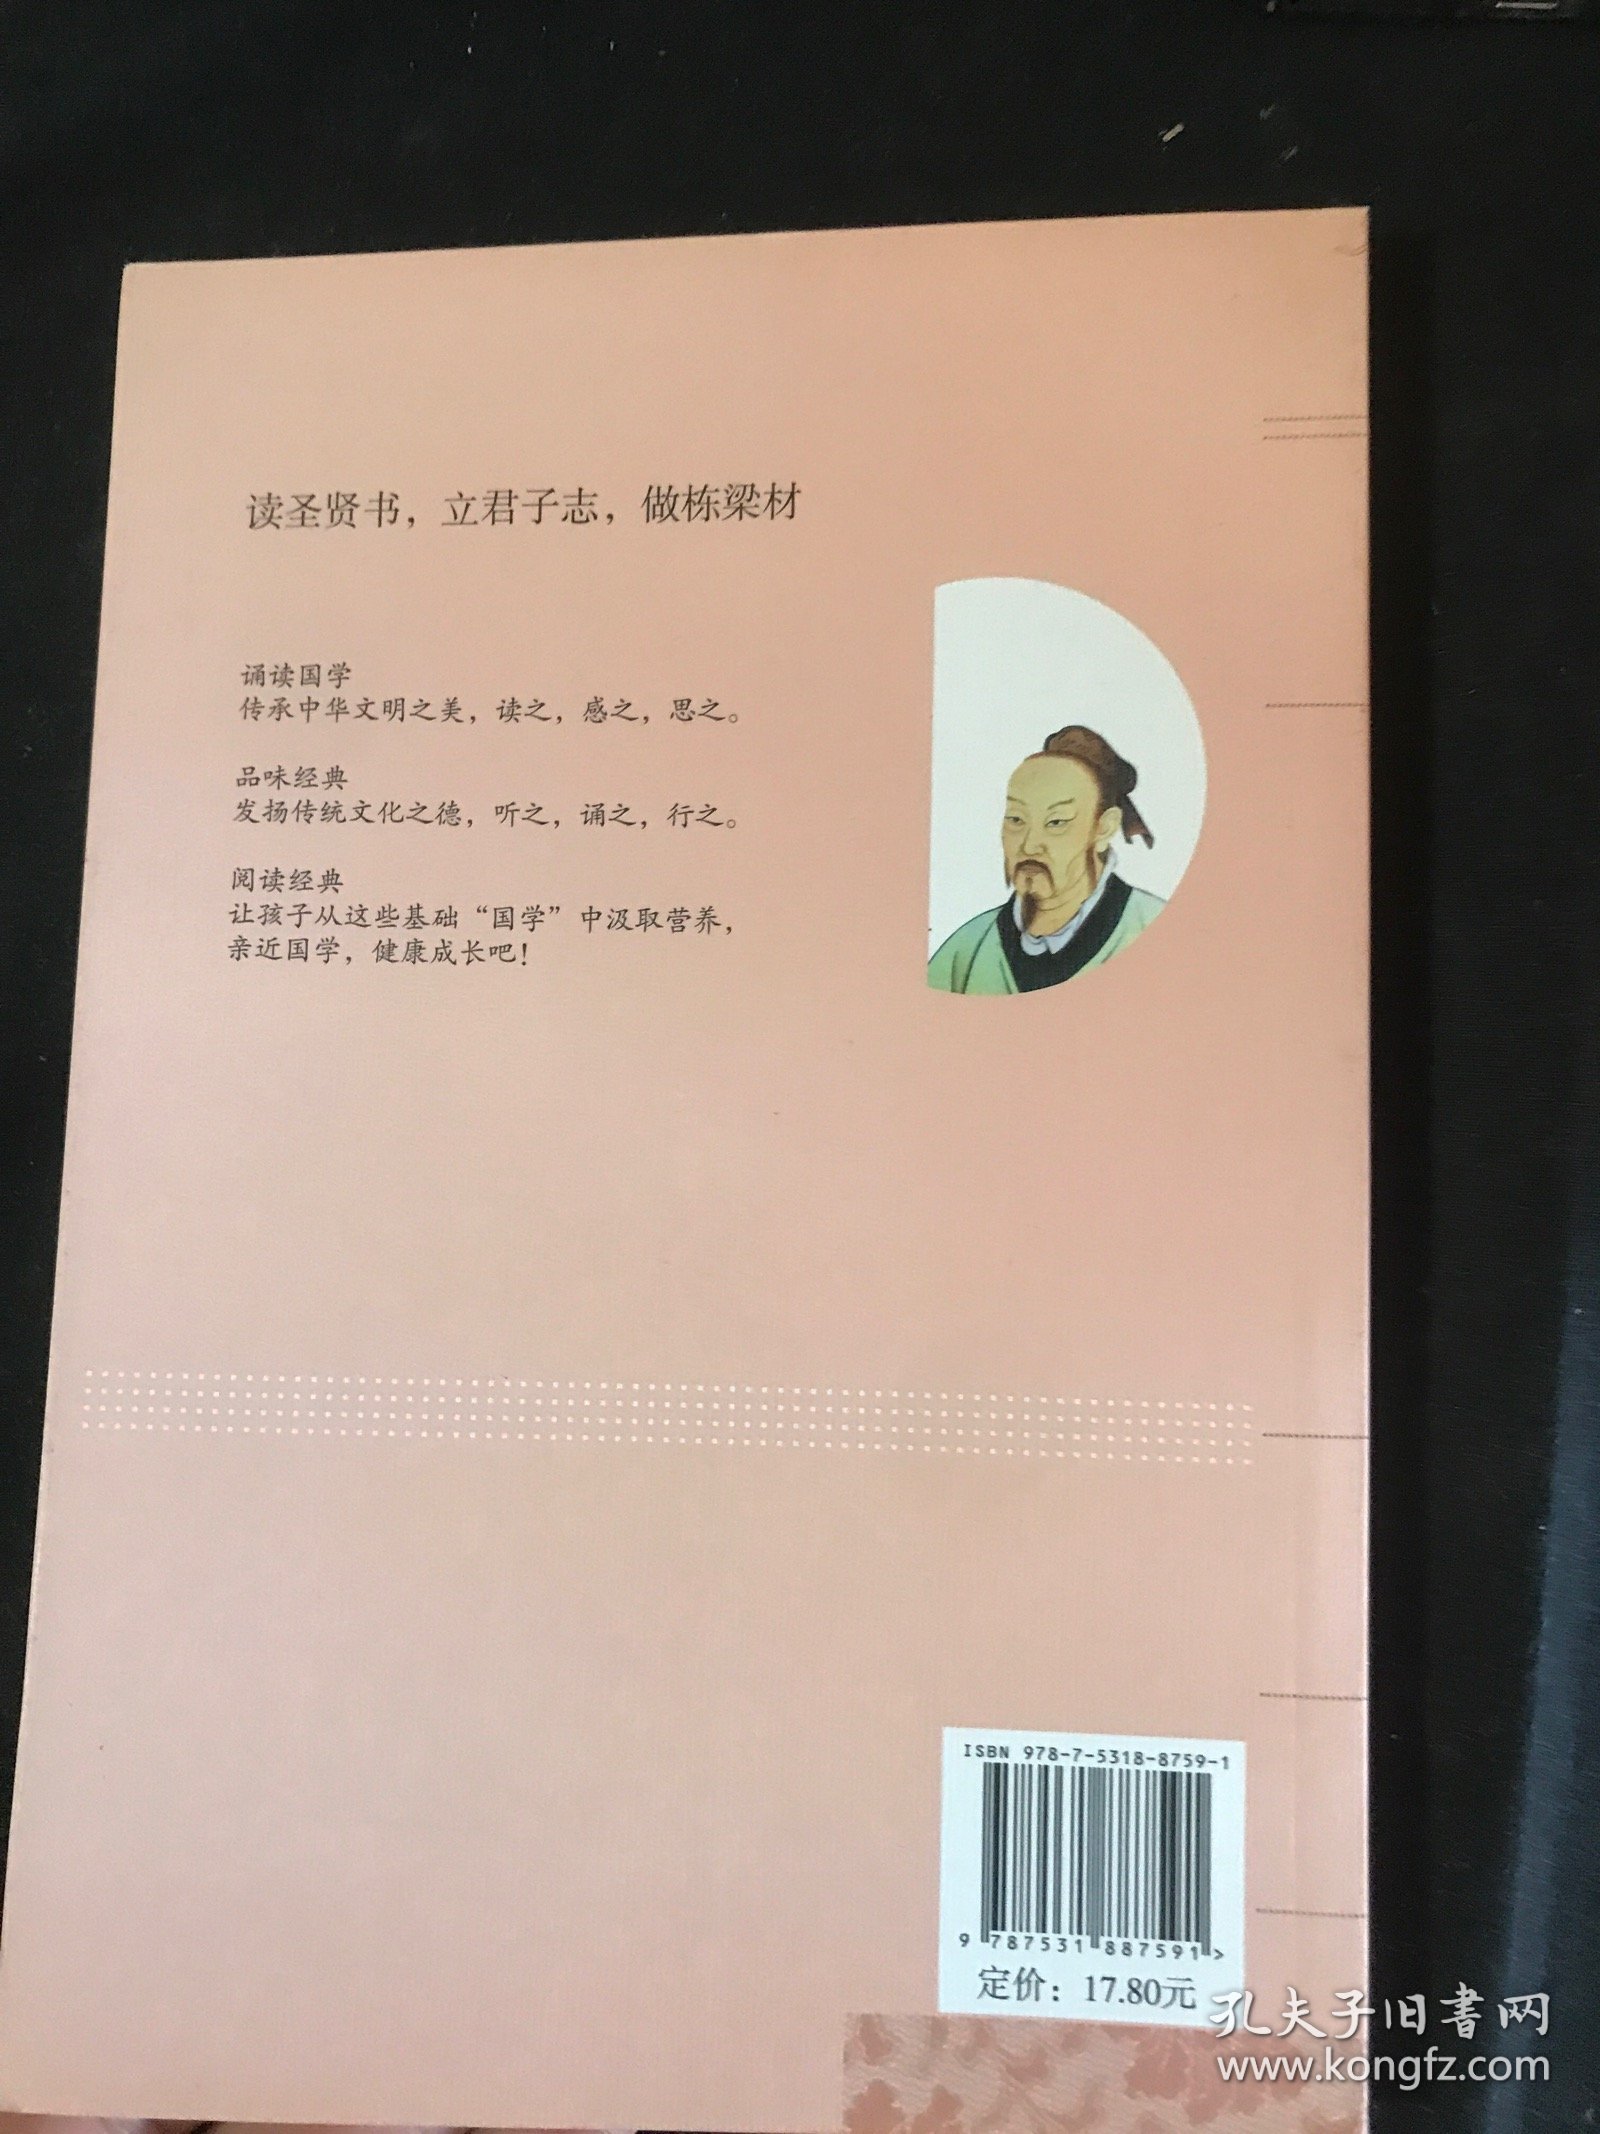 读圣贤书，立君子志，做栋梁材
诵读国学
传承中华文明之美，读之，感之，思之。
品味经典
发扬传统文化之德，听之，诵之，行之。
阅读经典
让孩子从这些基础“国学”中汲取营养，
亲近国学，健康成长吧！
ISBN 978-7-5318-8759-1
9 787531 887591 >
定价：17.80元
孔夫子旧书网
www.kongfz.com